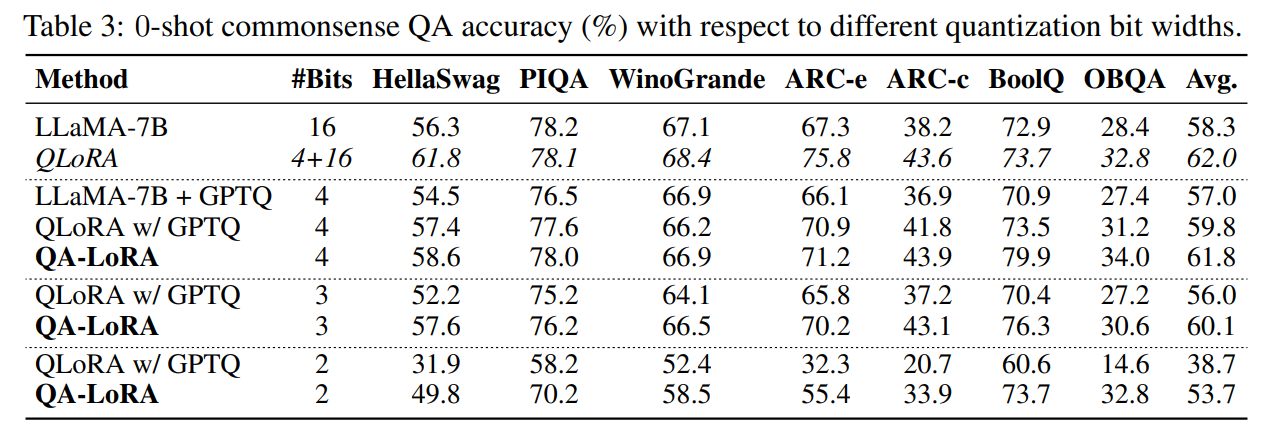 Table 3: 0-shot commonsense QA accuracy (%) with respect to different quantization bit widths.
Method #Bits HellaSwag PIQA WinoGrande ARC-e ARC-c BoolQ OBQA Avg.
LLaMA-7B 16 56.3 78.2 67.1 67.3 38.2 72.9 28.4 58.3
QLoRA 4+16 61.8 78.1 68.4 75.8 43.6 73.7 32.8 62.0
LLaMA-7B + GPTQ 4 54.5 76.5 66.9 66.1 36.9 70.9 27.4 57.0
QLoRA w/ GPTQ 4 57.4 77.6 66.2 70.9 41.8 73.5 31.2 59.8
QA-LoRA 4 58.6 78.0 66.9 71.2 43.9 79.9 34.0 61.8
QLoRA w/ GPTQ 3 52.2 75.2 64.1 65.8 37.2 70.4 27.2 56.0
QA-LoRA 3 57.6 76.2 66.5 70.2 43.1 76.3 30.6 60.1
QLoRA w/ GPTQ 2 31.9 58.2 52.4 32.3 20.7 60.6 14.6 38.7
QA-LoRA 2 49.8 70.2 58.5 55.4 33.9 73.7 32.8 53.7